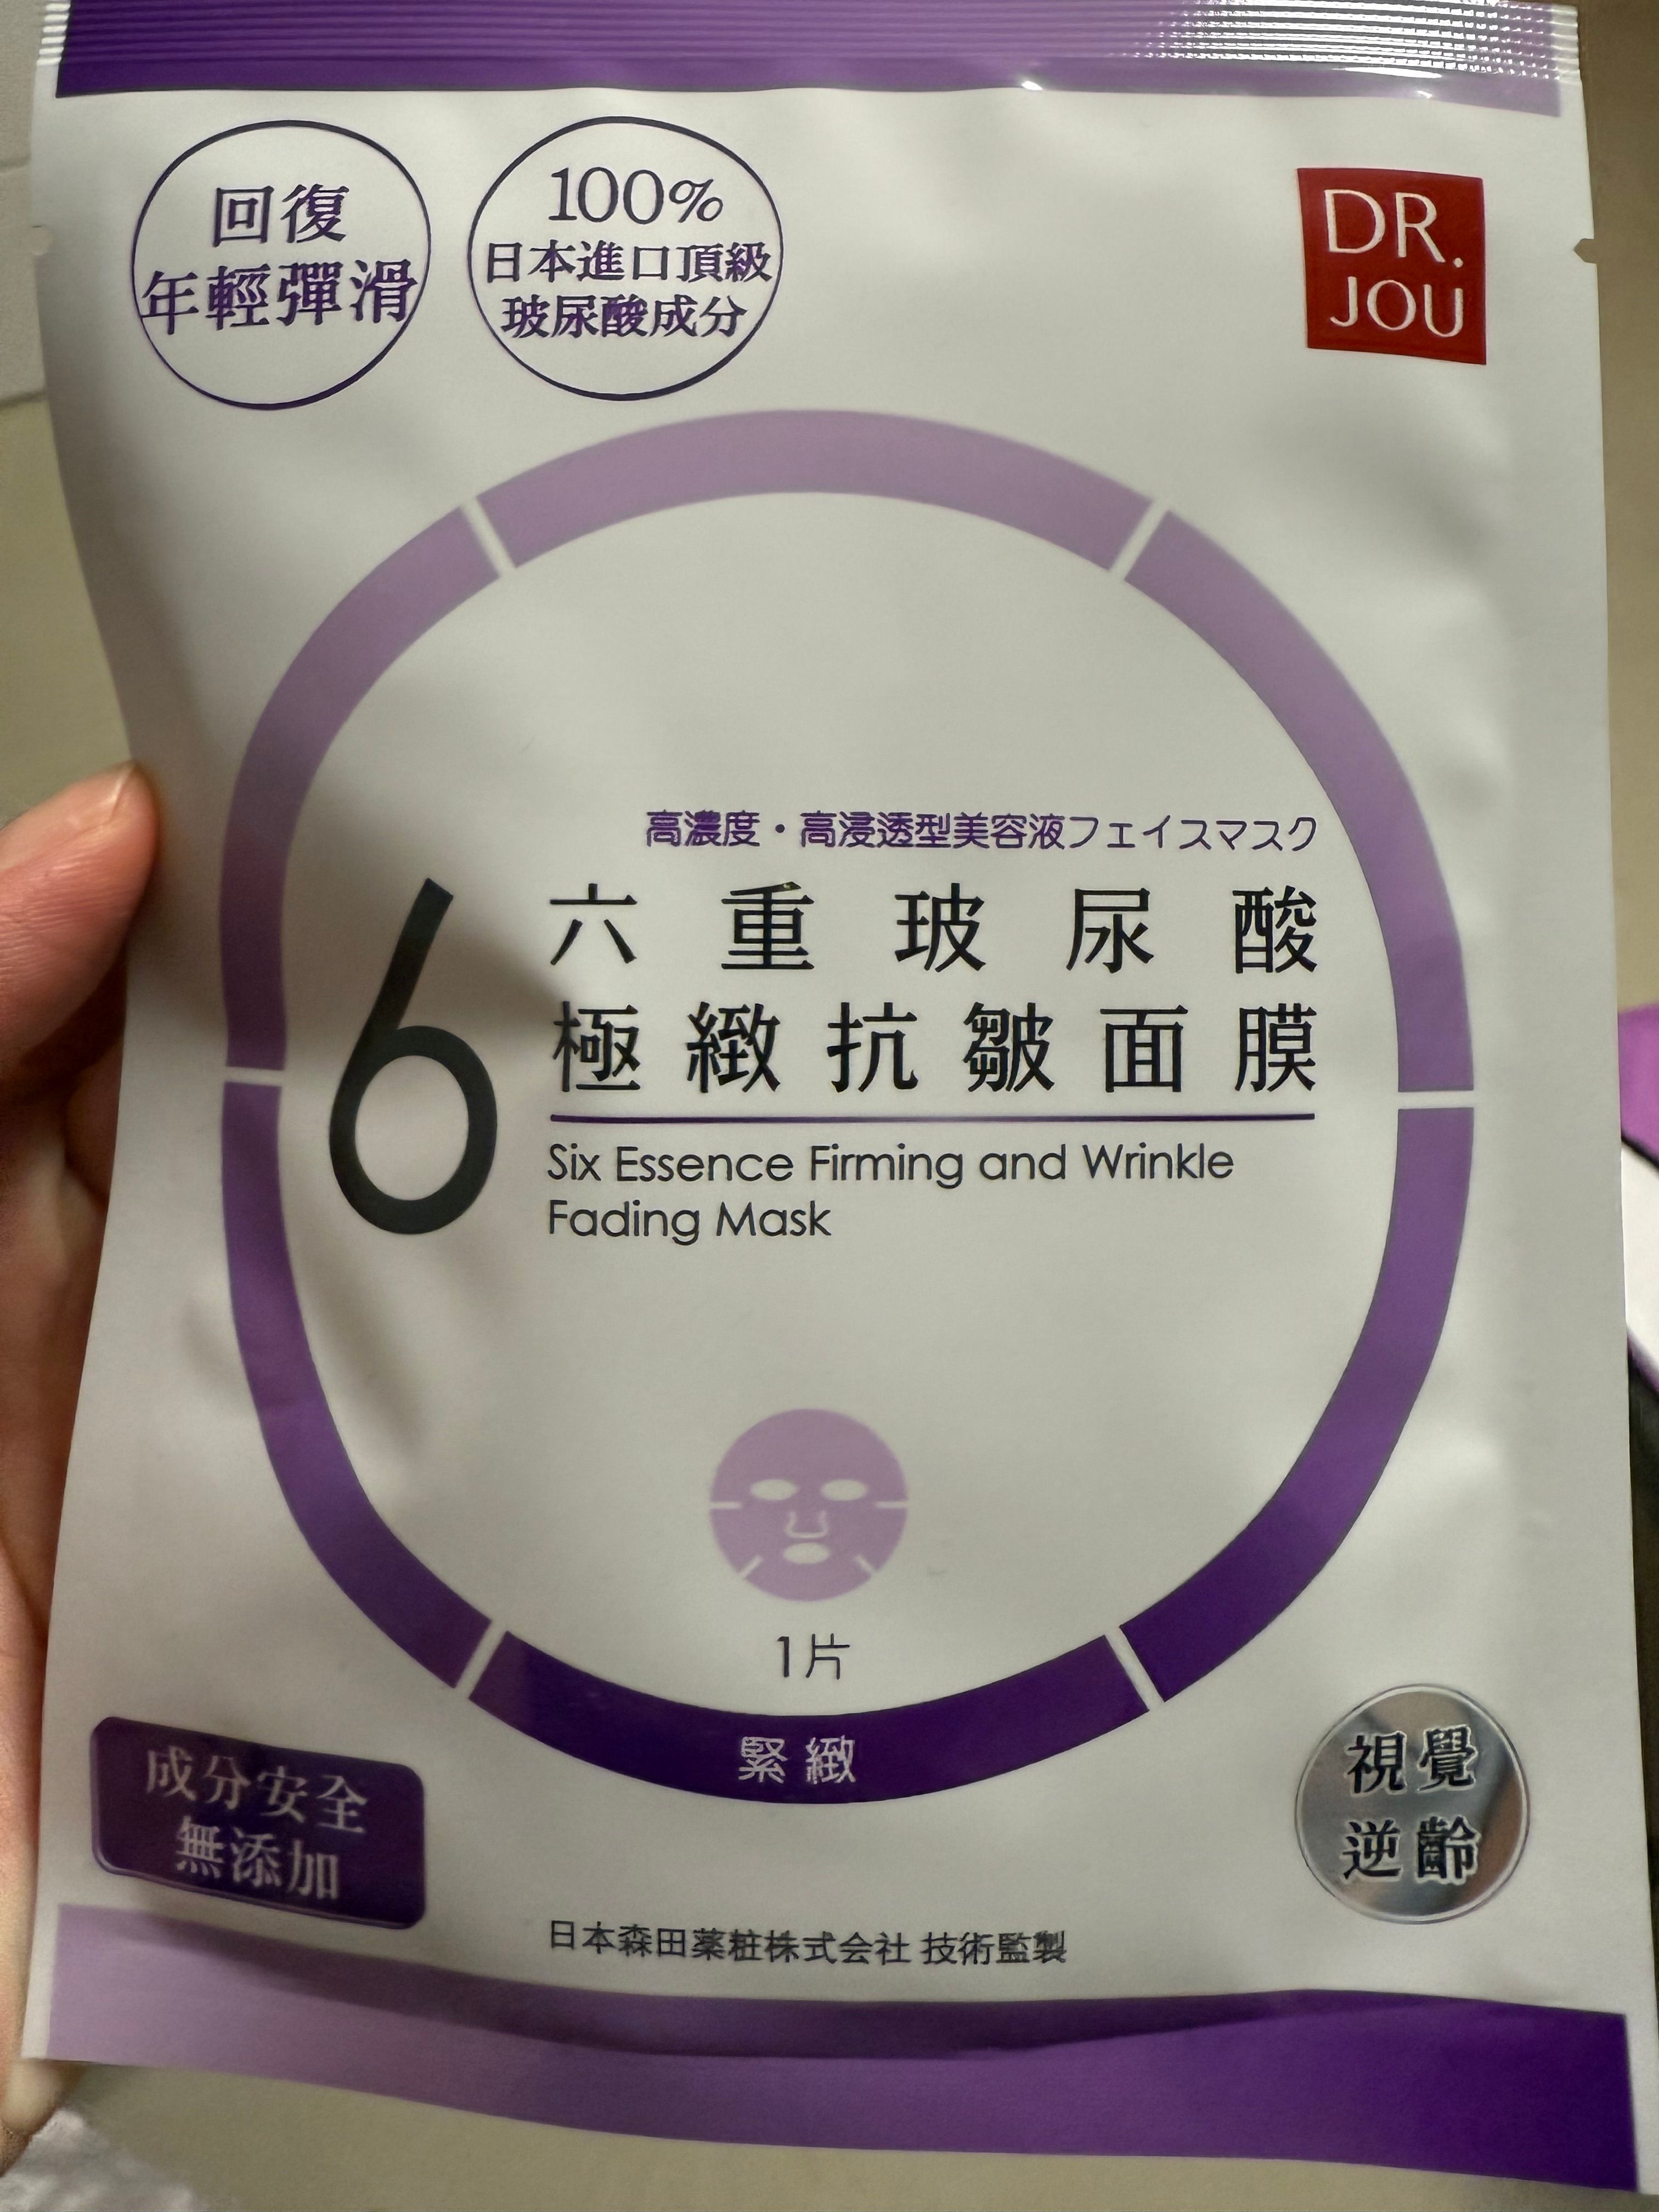 回復
年輕彈滑
100%
日本進口頂級
玻尿酸成分
DR.
JOU
高濃度・高浸透型美容液フェイスマスク
6
六重玻尿酸
極緻抗皺面膜
Six Essence Firming and Wrinkle
Fading Mask
1片
緊緻
成分安全
無添加
視覺
逆齡
日本森田薬粧株式会社 技術監製